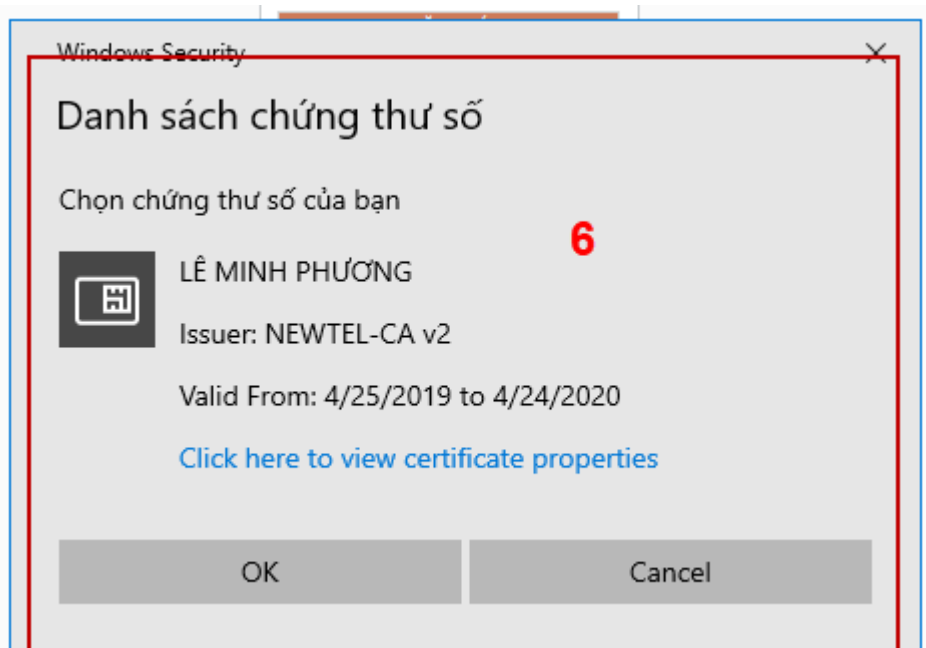 Windows Security
Danh sách chứng thư số
Chọn chứng thư số của bạn
6
LÊ MINH PHƯƠNG
Issuer: NEWTEL-CA v2
Valid From: 4/25/2019 to 4/24/2020
Click here to view certificate properties
OK
Cancel